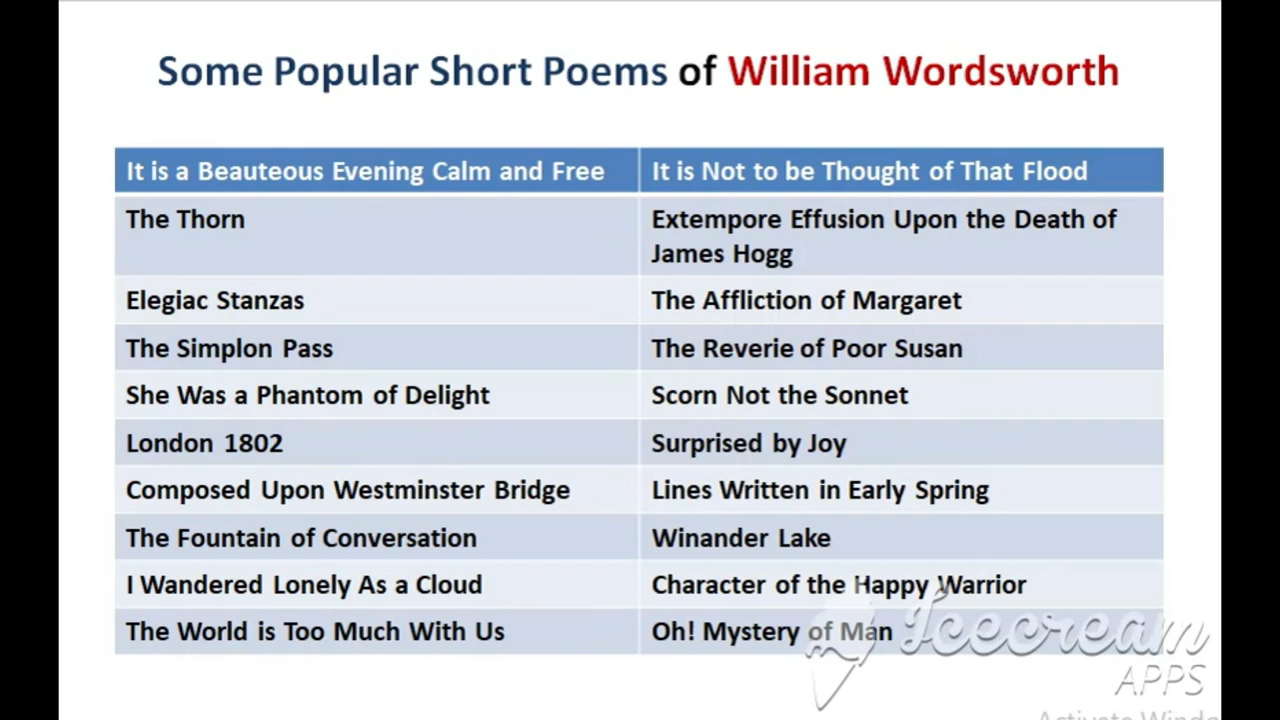 Some Popular Short Poems of William Wordsworth
It is a Beauteous Evening Calm and Free
It is Not to be Thought of That Flood
The Thorn
Extempore Effusion Upon the Death of
James Hogg
Elegiac Stanzas
The Affliction of Margaret
The Simplon Pass
The Reverie of Poor Susan
She Was a Phantom of Delight
Scorn Not the Sonnet
London 1802
Surprised by Joy
Composed Upon Westminster Bridge
Lines Written in Early Spring
The Fountain of Conversation
Winander Lake
I Wandered Lonely As a Cloud
Character of the Happy Warrior
The World is Too Much With Us
Oh! Mystery of Man
Icecream
APPS